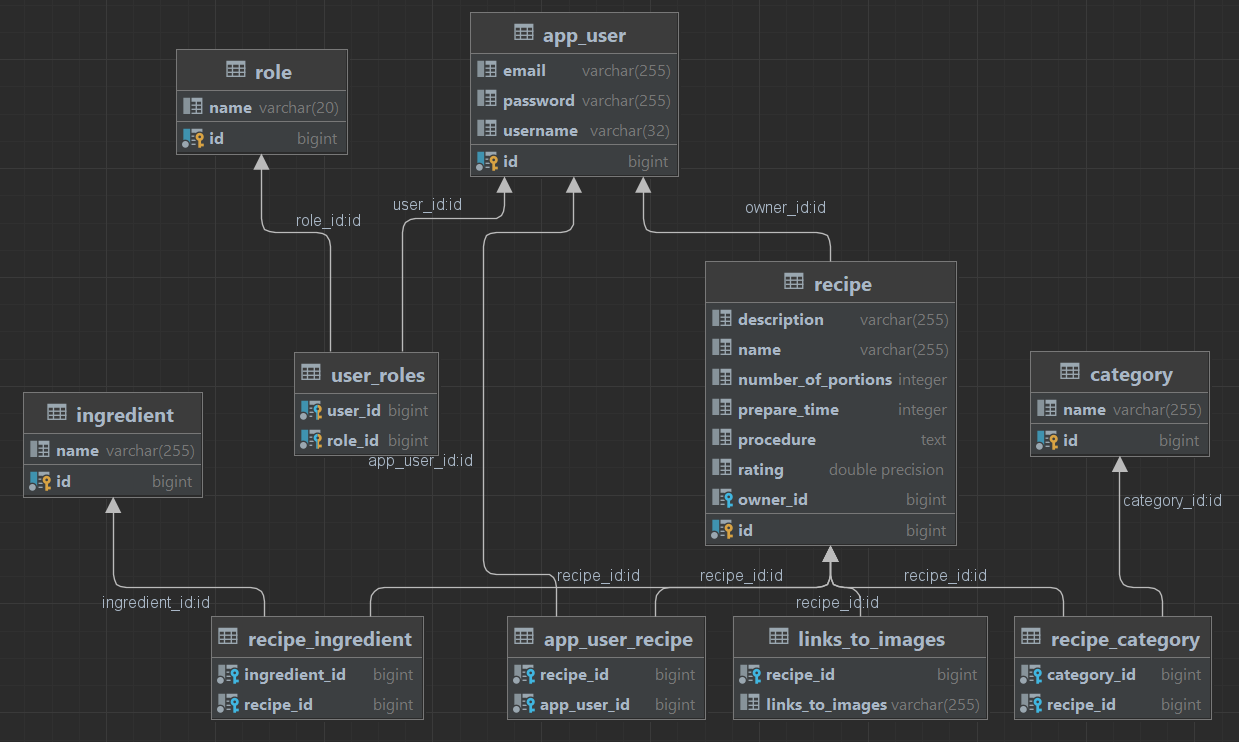 app_user
email varchar(255)
password varchar(255)
username varchar(32)
id bigint
role
name varchar(20)
id bigint
user_id:id
role_id:id
owner_id:id
recipe
description varchar(255)
name varchar(255)
number_of_portions integer
prepare_time integer
procedure text
rating double precision
owner_id bigint
id bigint
user_roles
user_id bigint
role_id bigint
app_user_id:id
category
name varchar(255)
id bigint
category_id:id
ingredient
name varchar(255)
id bigint
ingredient_id:id
recipe_id:id
recipe_id:id
recipe_id:id
recipe_id:id
recipe_ingredient
ingredient_id bigint
recipe_id bigint
app_user_recipe
recipe_id bigint
app_user_id bigint
links_to_images
recipe_id bigint
links_to_images varchar(255)
recipe_category
category_id bigint
recipe_id bigint